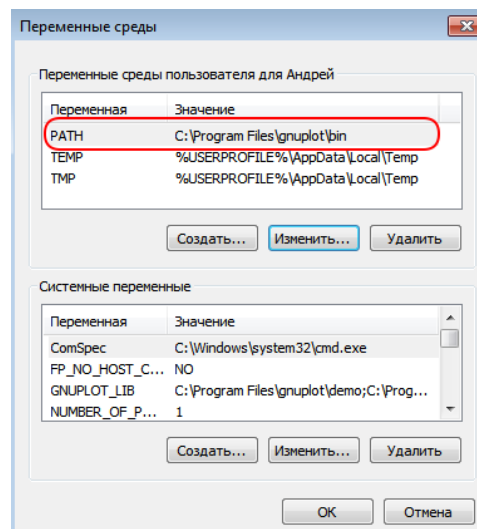 Переменные среды
Переменные среды пользователя для Андрей
Переменная Значение
PATH C:\Program Files\gnuplot\bin
TEMP %USERPROFILE%\AppData\Local\Temp
TMP %USERPROFILE%\AppData\Local\Temp
Создать... Изменить... Удалить
Системные переменные
Переменная Значение
ComSpec C:\Windows\system32\cmd.exe
FP_NO_HOST_C... NO
GNUPLOT_LIB C:\Program Files\gnuplot\demo;C:\Prog...
NUMBER_OF_P... 1
Создать... Изменить... Удалить
ОК Отмена